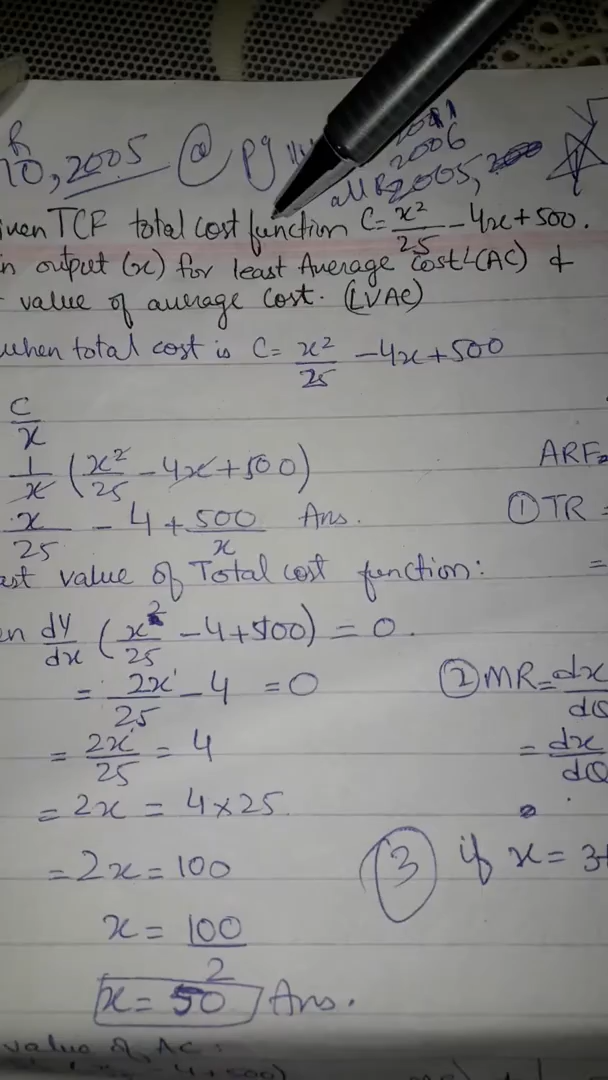 10, 2005 @ pg
2006
all R 2005,
given TCF total cost function C = x²/25 - 4x + 500.
output (x) for least Average cost (AC) &
value of average cost. (LVAC)
when total cost is C = x²/25 - 4x + 500
C/x
1/x (x²/25 - 4x + 500)
x/25 - 4 + 500/x Ans.
value of Total cost function:
dy/dx (x²/25 - 4 + 500) = 0.
= 2x/25 - 4 = 0
= 2x/25 = 4
= 2x = 4 × 25
= 2x = 100
x = 100/2
x = 50 Ans.
value of AC:
ARF =
① TR =
=
② MR = dx/dQ
= dx/dQ
③ if x = 3